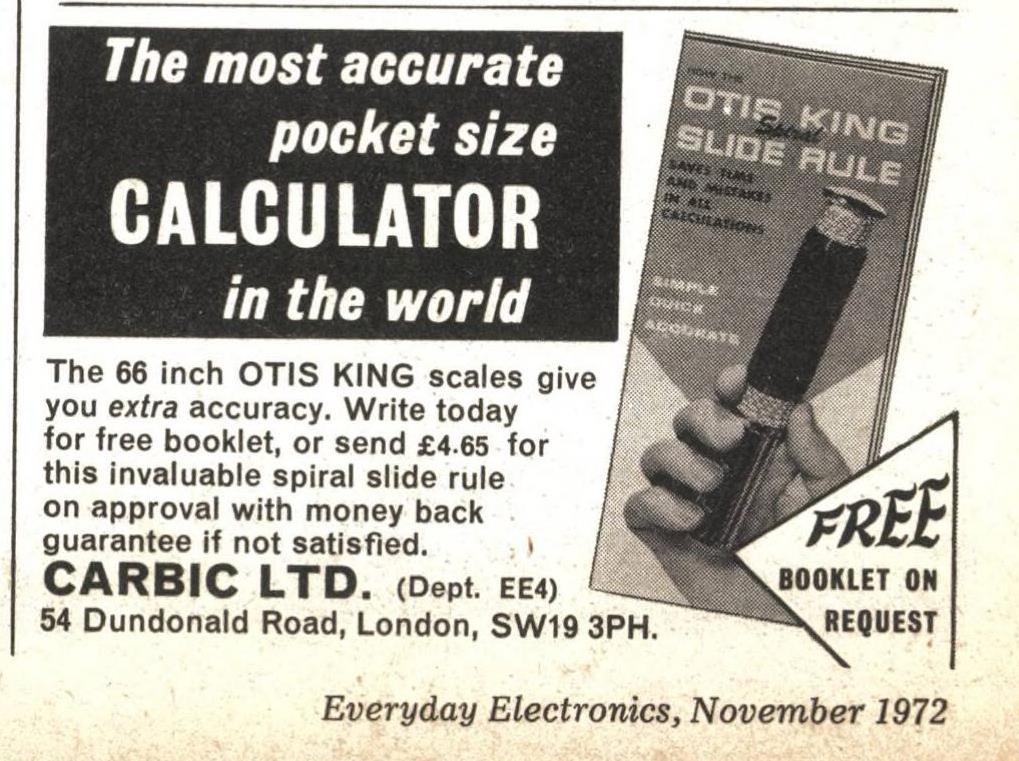 The most accurate
pocket size
CALCULATOR
in the world
The 66 inch OTIS KING scales give
you extra accuracy. Write today
for free booklet, or send £4.65 for
this invaluable spiral slide rule
on approval with money back
guarantee if not satisfied.
CARBIC LTD. (Dept. EE4)
54 Dundonald Road, London, SW19 3PH.
HOW THE
OTIS KING
Spiral
SLIDE RULE
SAVES TIME
AND MISTAKES
IN ALL
CALCULATIONS
SIMPLE
QUICK
ACCURATE
FREE
BOOKLET ON
REQUEST
Everyday Electronics, November 1972